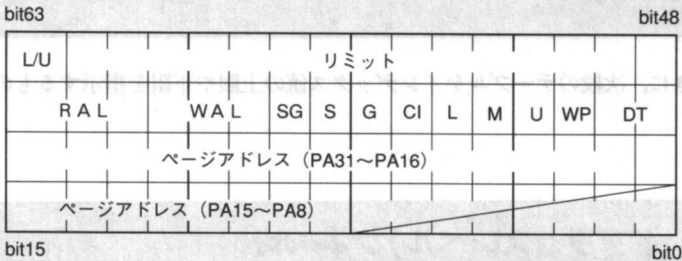 bit63 bit48
L/U リミット
RAL WAL SG S G CI L M U WP DT
ページアドレス（PA31〜PA16）
ページアドレス（PA15〜PA8）
bit15 bit0